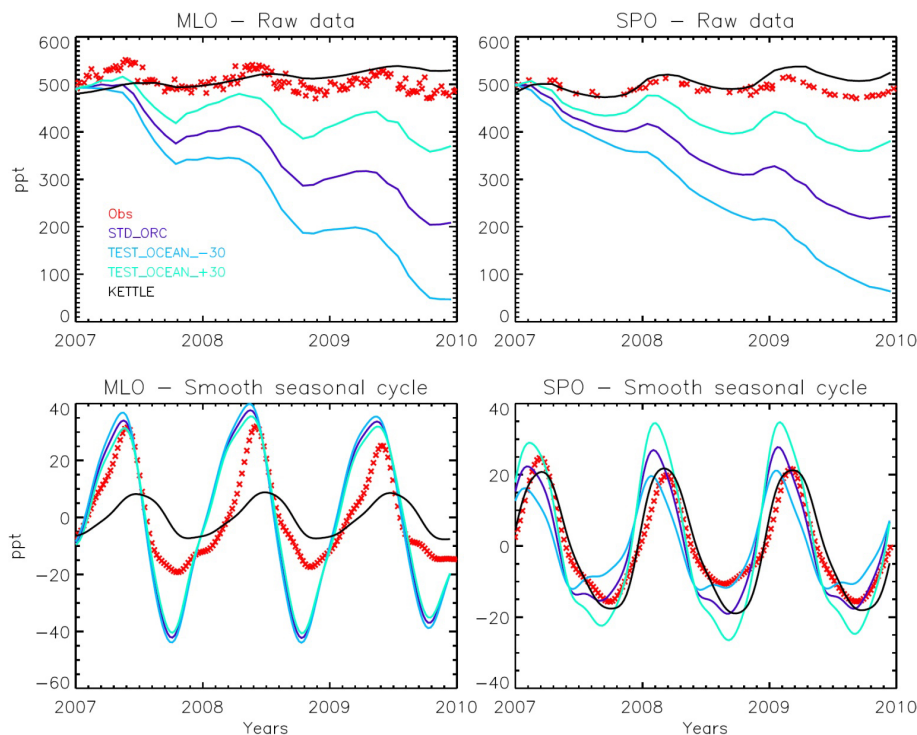 MLO – Raw data
600
500
400
300
200
100
0
ppt
Obs
STD_ORC
TEST_OCEAN_-30
TEST_OCEAN_+30
KETTLE
2007 2008 2009 2010
SPO – Raw data
600
500
400
300
200
100
0
2007 2008 2009 2010
MLO – Smooth seasonal cycle
40
20
0
-20
-40
-60
ppt
2007 2008 2009 2010
Years
SPO – Smooth seasonal cycle
40
20
0
-20
-40
2007 2008 2009 2010
Years